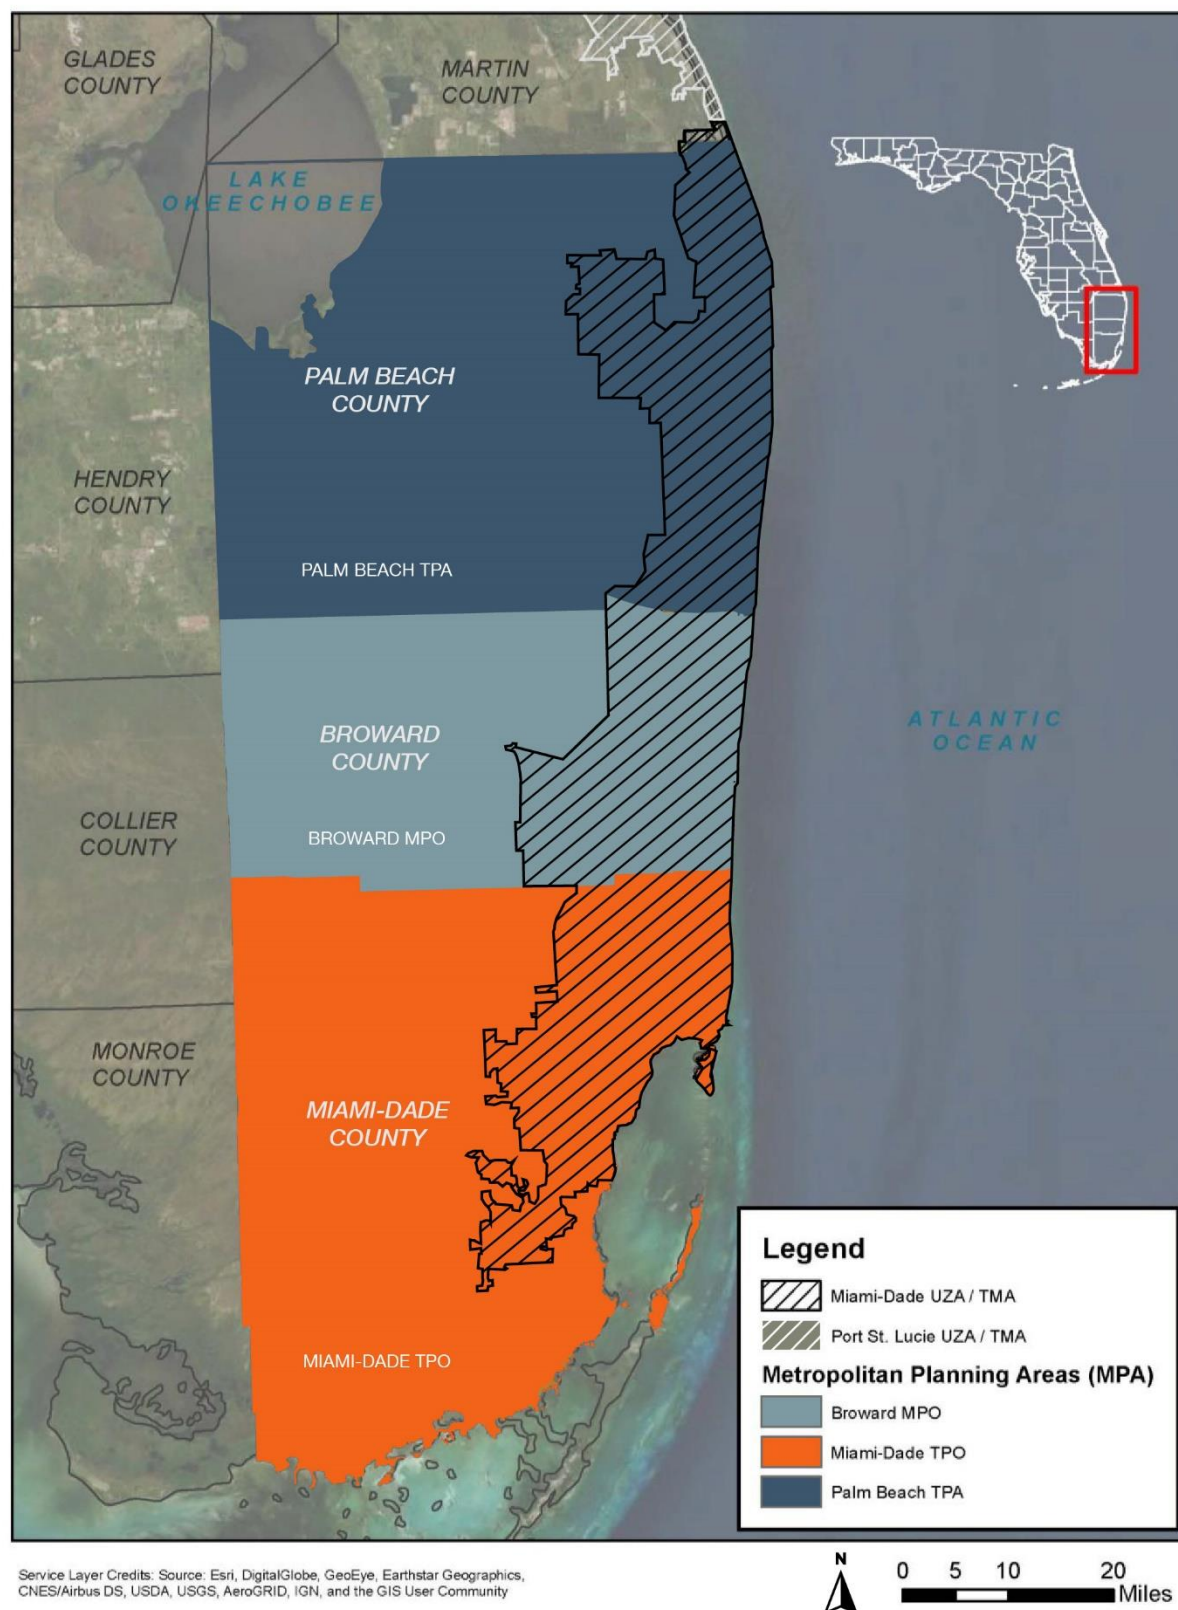 GLADES
COUNTY
MARTIN
COUNTY
LAKE
OKEECHOBEE
PALM BEACH
COUNTY
HENDRY
COUNTY
PALM BEACH TPA
BROWARD
COUNTY
ATLANTIC
OCEAN
COLLIER
COUNTY
BROWARD MPO
MONROE
COUNTY
MIAMI-DADE
COUNTY
MIAMI-DADE TPO
Legend
Miami-Dade UZA / TMA
Port St. Lucie UZA / TMA
Metropolitan Planning Areas (MPA)
Broward MPO
Miami-Dade TPO
Palm Beach TPA
Service Layer Credits: Source: Esri, DigitalGlobe, GeoEye, Earthstar Geographics,
CNES/Airbus DS, USDA, USGS, AeroGRID, IGN, and the GIS User Community
N
0 5 10 20
Miles